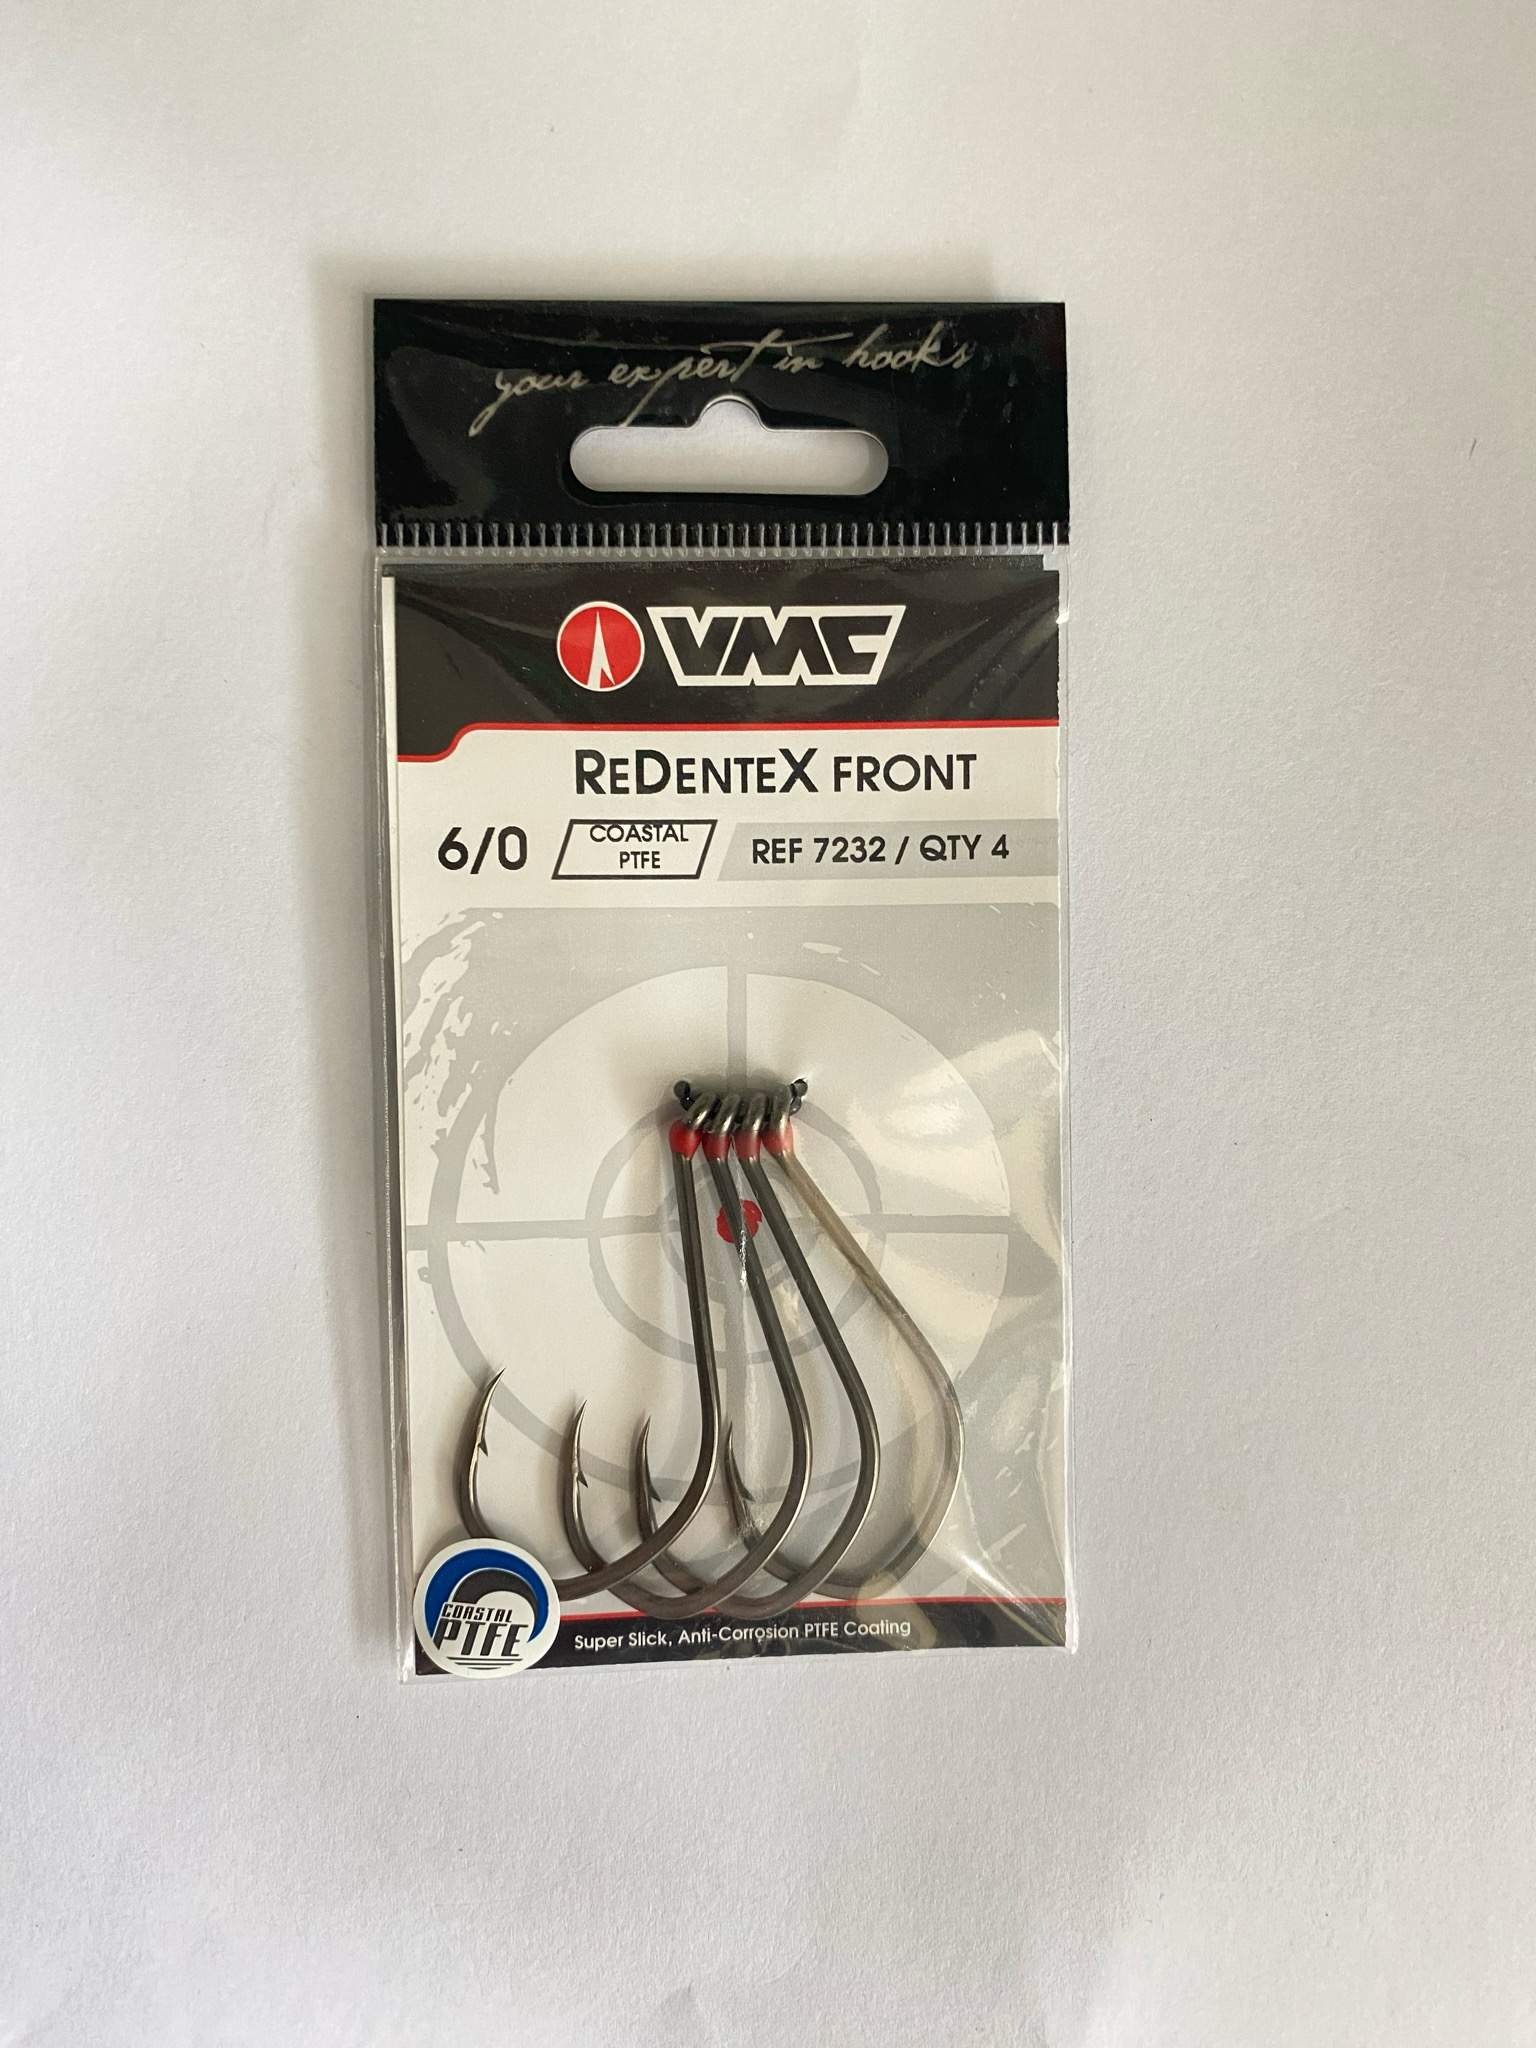 your expert in hooks
VMC
REDENTEX FRONT
6/0
COASTAL
PTFE
REF 7232 / QTY 4
COASTAL
PTFE
Super Slick, Anti-Corrosion PTFE Coating